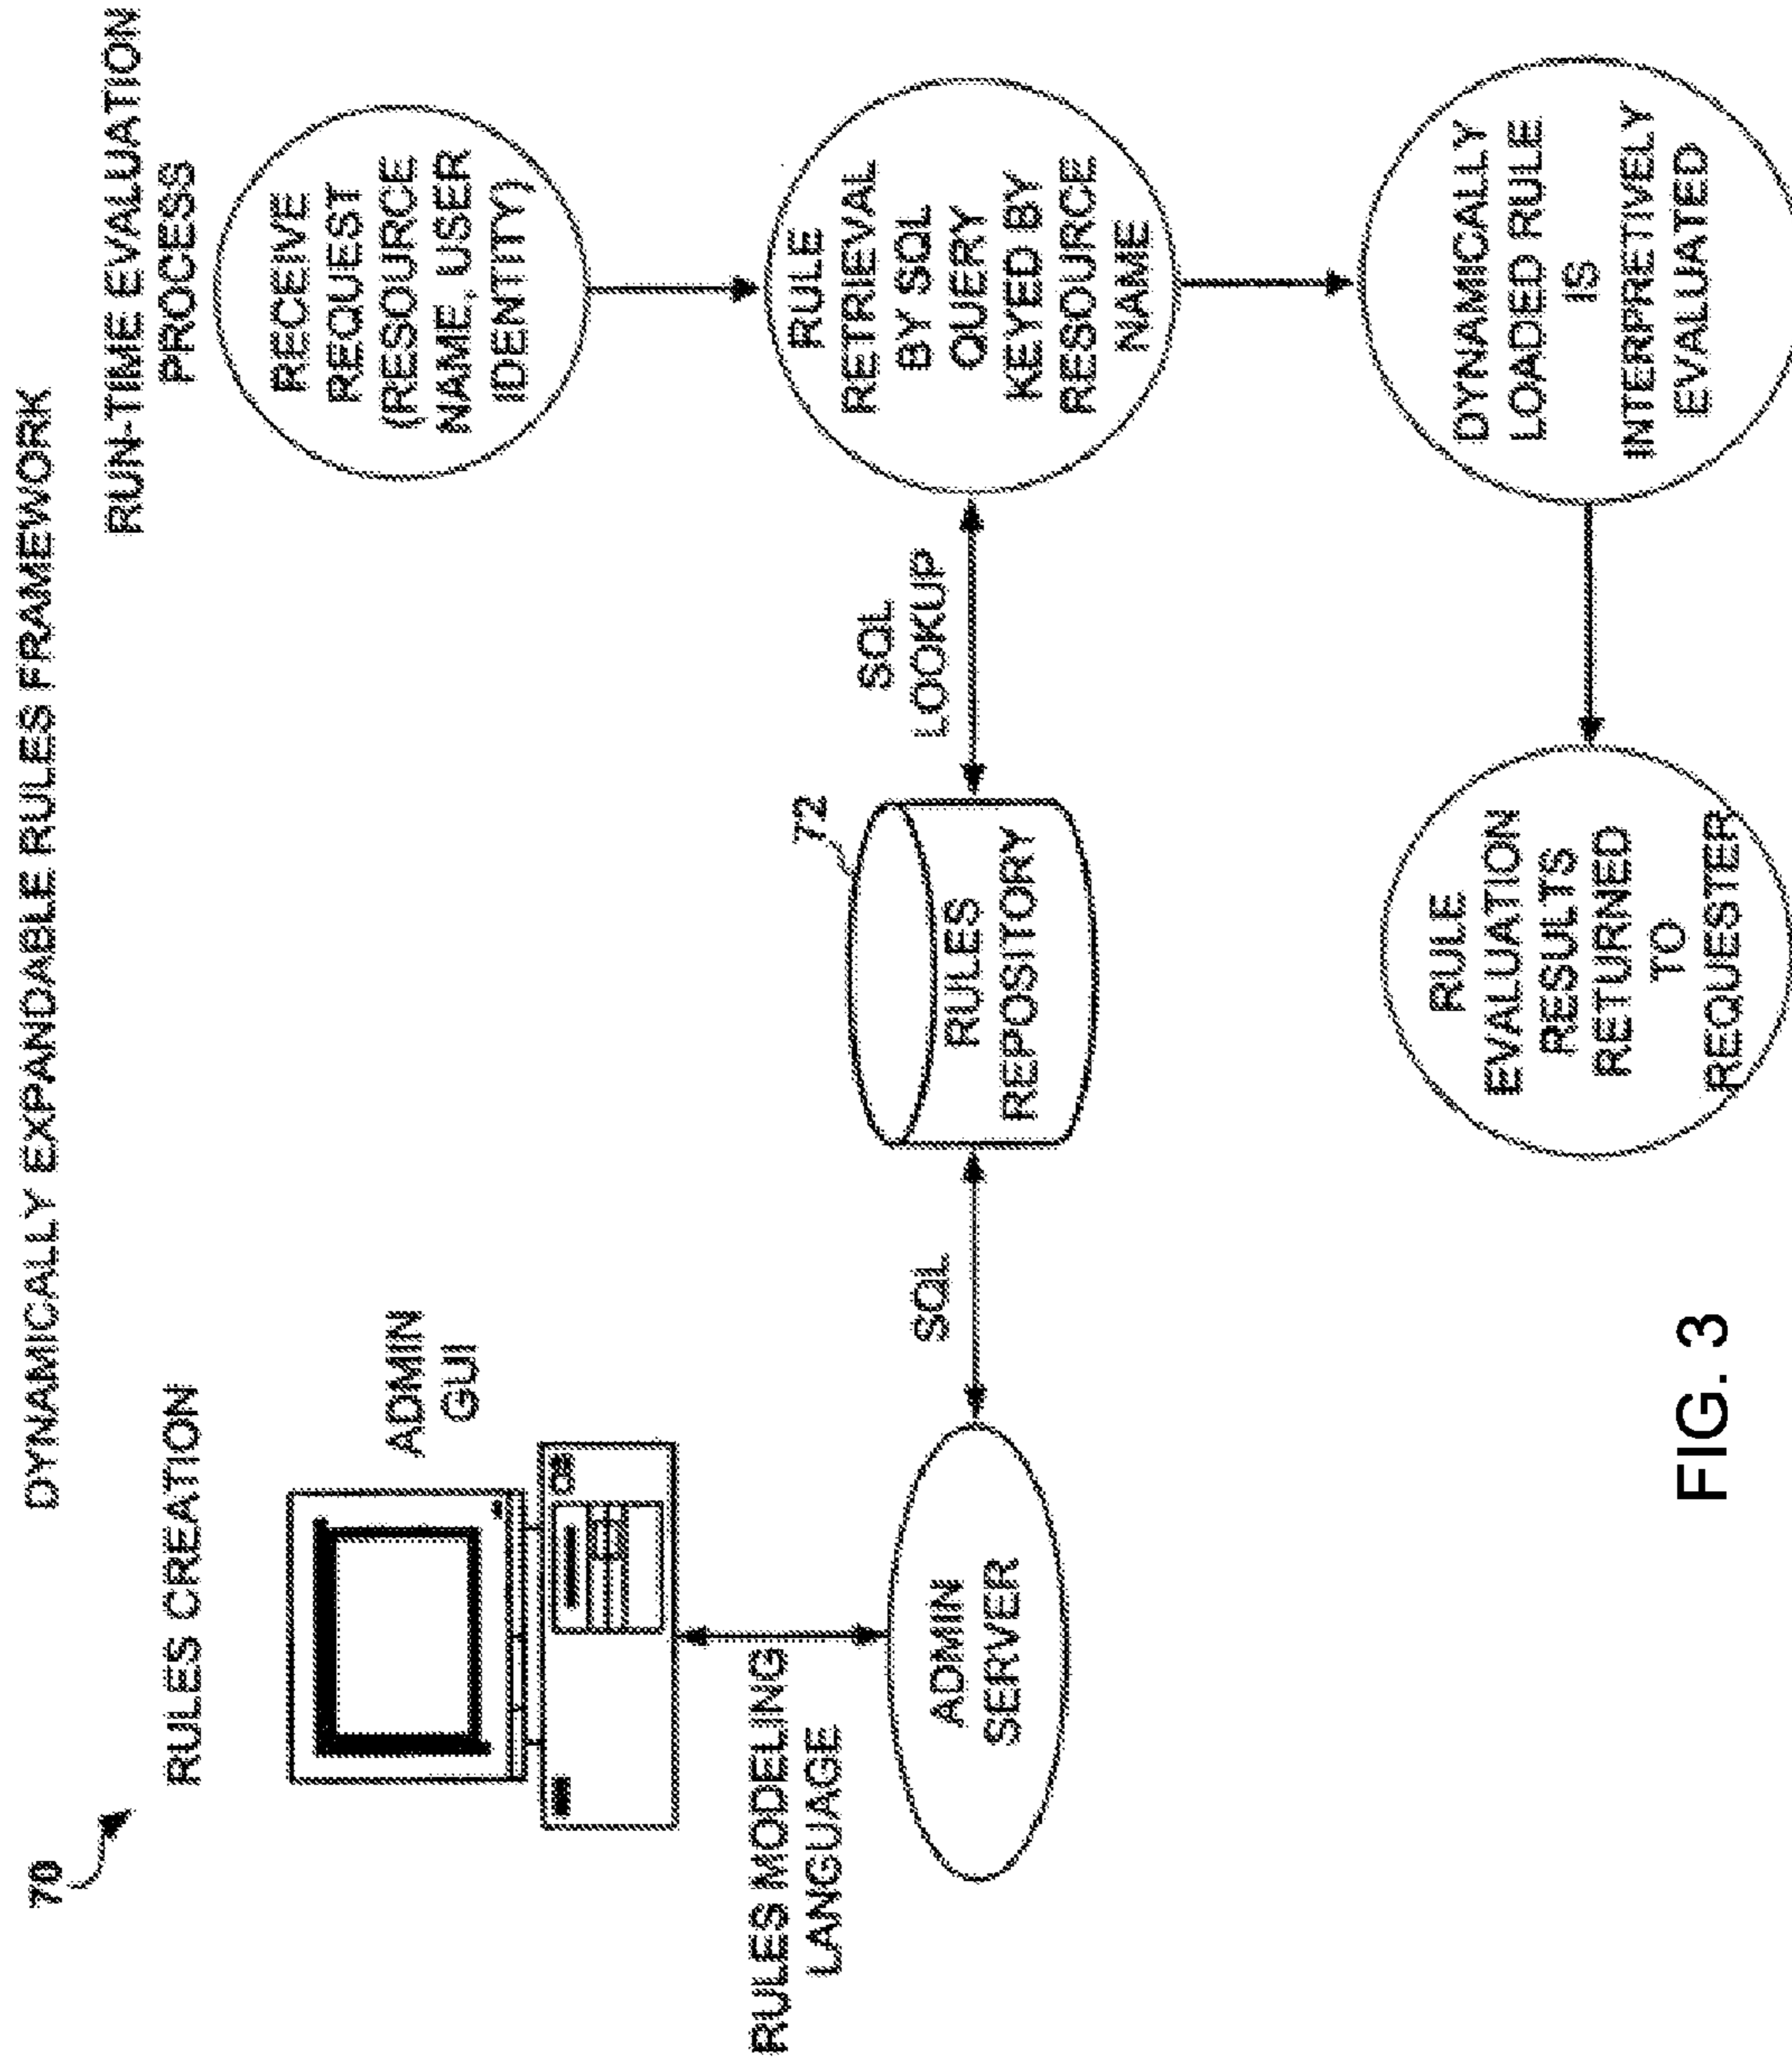 DYNAMICALLY EXPANDABLE RULES FRAMEWORK
70
RULES CREATION
ADMIN
GUI
RULES MODELING
LANGUAGE
ADMIN
SERVER
SQL
72
RULES
REPOSITORY
SQL
LOOKUP
RUN-TIME EVALUATION
PROCESS
RECEIVE
REQUEST
(RESOURCE
NAME, USER
IDENTITY)
RULE
RETRIEVAL
BY SQL
QUERY
KEYED BY
RESOURCE
NAME
DYNAMICALLY
LOADED RULE
IS
INTERPRETIVELY
EVALUATED
RULE
EVALUATION
RESULTS
RETURNED
TO
REQUESTER
FIG. 3